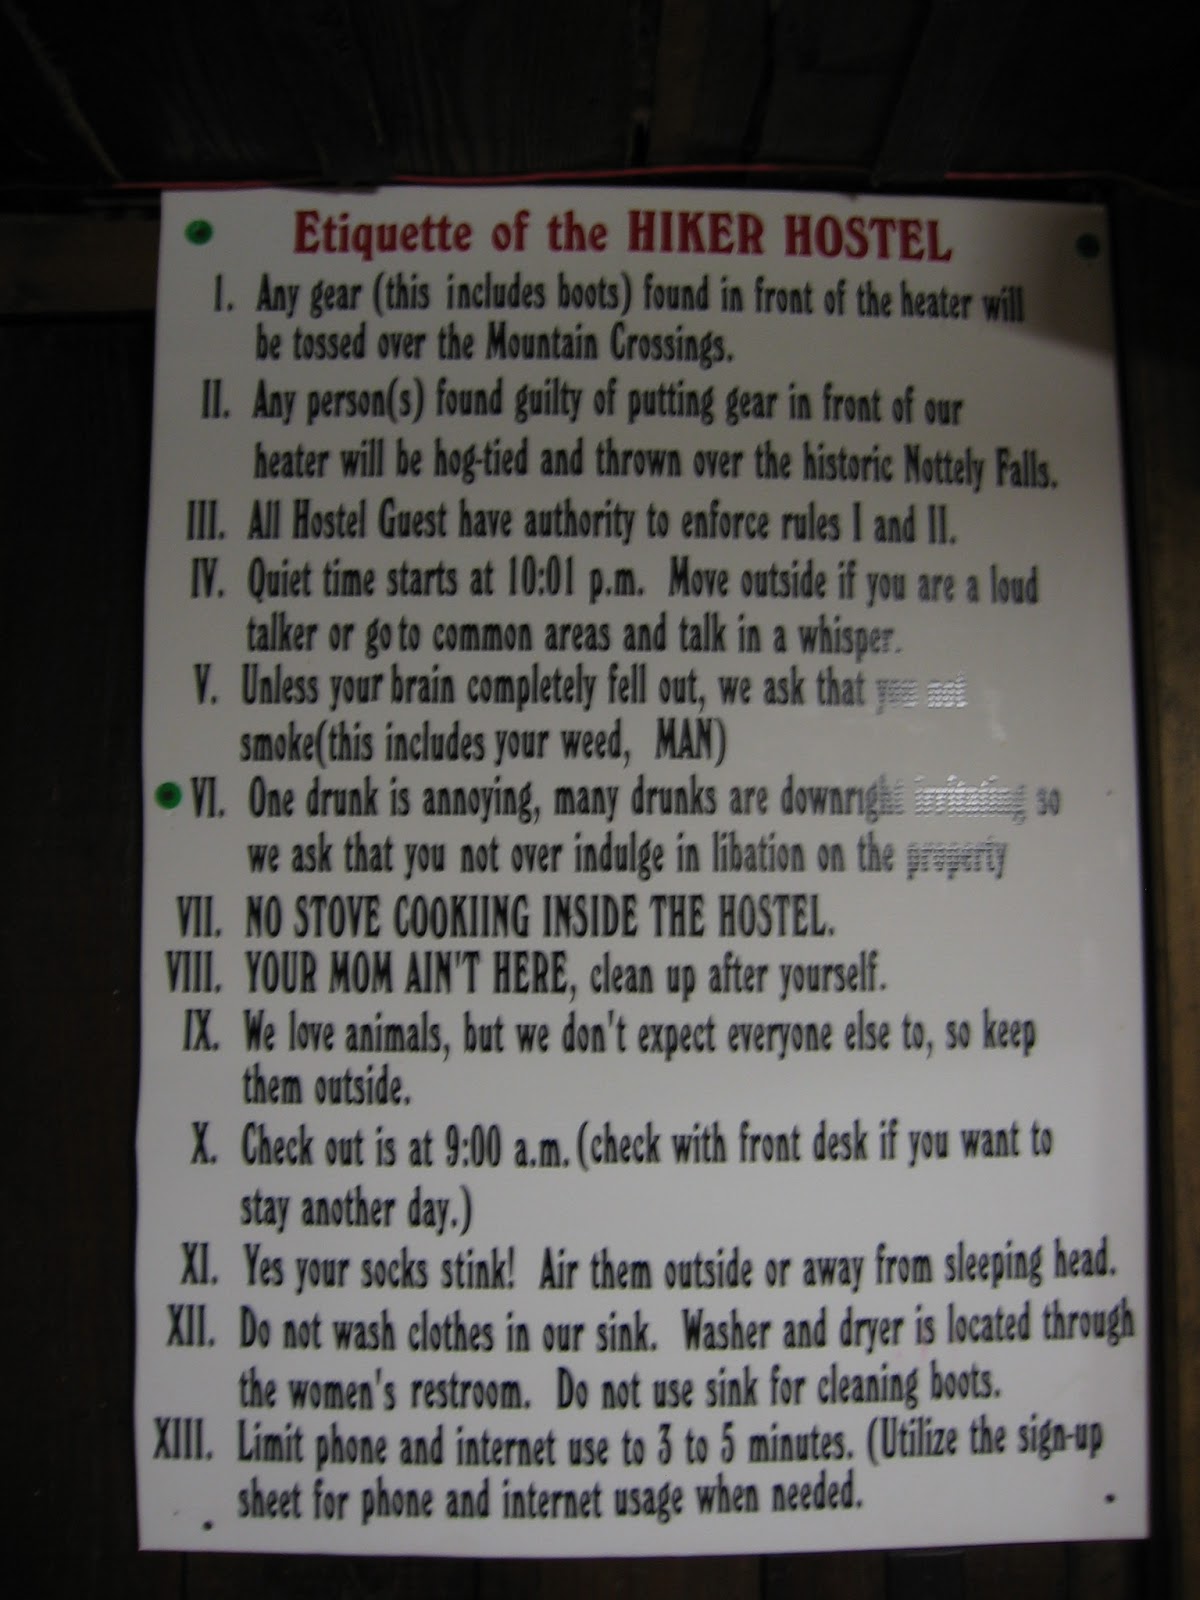 Etiquette of the HIKER HOSTEL
I. Any gear (this includes boots) found in front of the heater will
be tossed over the Mountain Crossings.
II. Any person(s) found guilty of putting gear in front of our
heater will be hog-tied and thrown over the historic Nottely Falls.
III. All Hostel Guest have authority to enforce rules I and II.
IV. Quiet time starts at 10:01 p.m. Move outside if you are a loud
talker or go to common areas and talk in a whisper.
V. Unless your brain completely fell out, we ask that you not
smoke(this includes your weed, MAN)
VI. One drunk is annoying, many drunks are downright irritating so
we ask that you not over indulge in libation on the property
VII. NO STOVE COOKIING INSIDE THE HOSTEL.
VIII. YOUR MOM AIN'T HERE, clean up after yourself.
IX. We love animals, but we don't expect everyone else to, so keep
them outside.
X. Check out is at 9:00 a.m. (check with front desk if you want to
stay another day.)
XI. Yes your socks stink! Air them outside or away from sleeping head.
XII. Do not wash clothes in our sink. Washer and dryer is located through
the women's restroom. Do not use sink for cleaning boots.
XIII. Limit phone and internet use to 3 to 5 minutes. (Utilize the sign-up
sheet for phone and internet usage when needed.